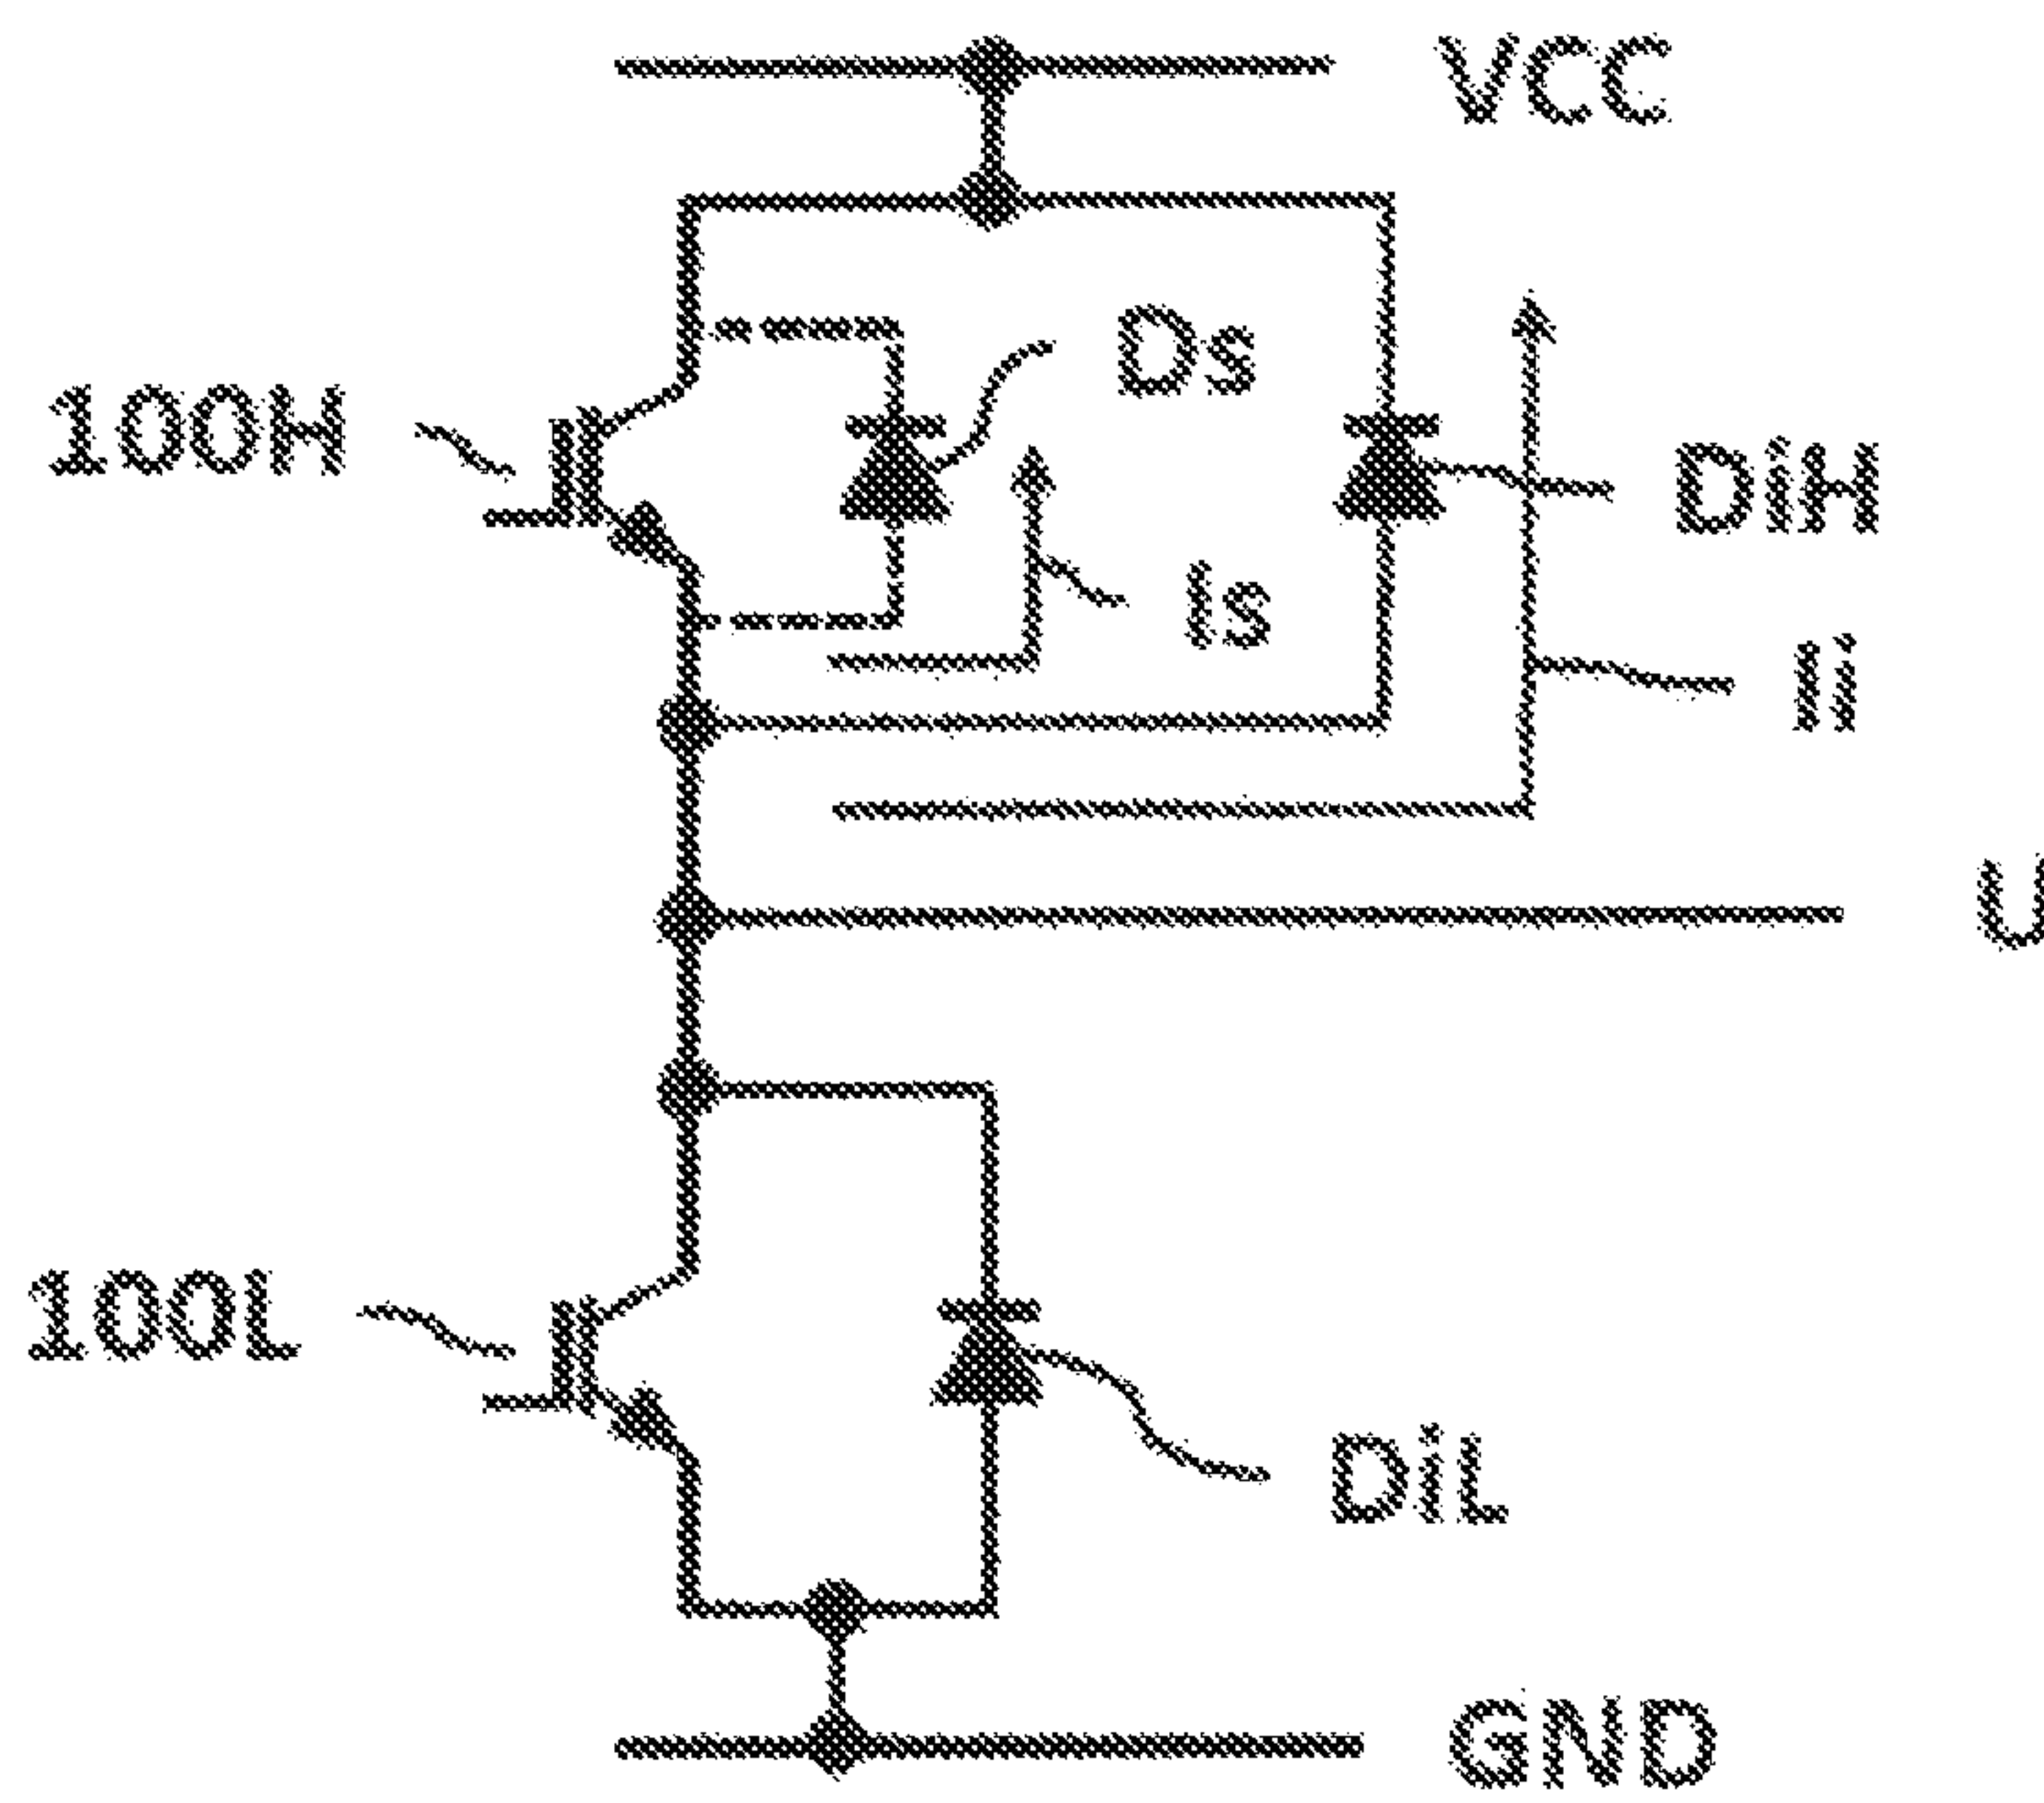 VCC
Ds
100H
DiH
Is
Ii
U
100L
DiL
GND